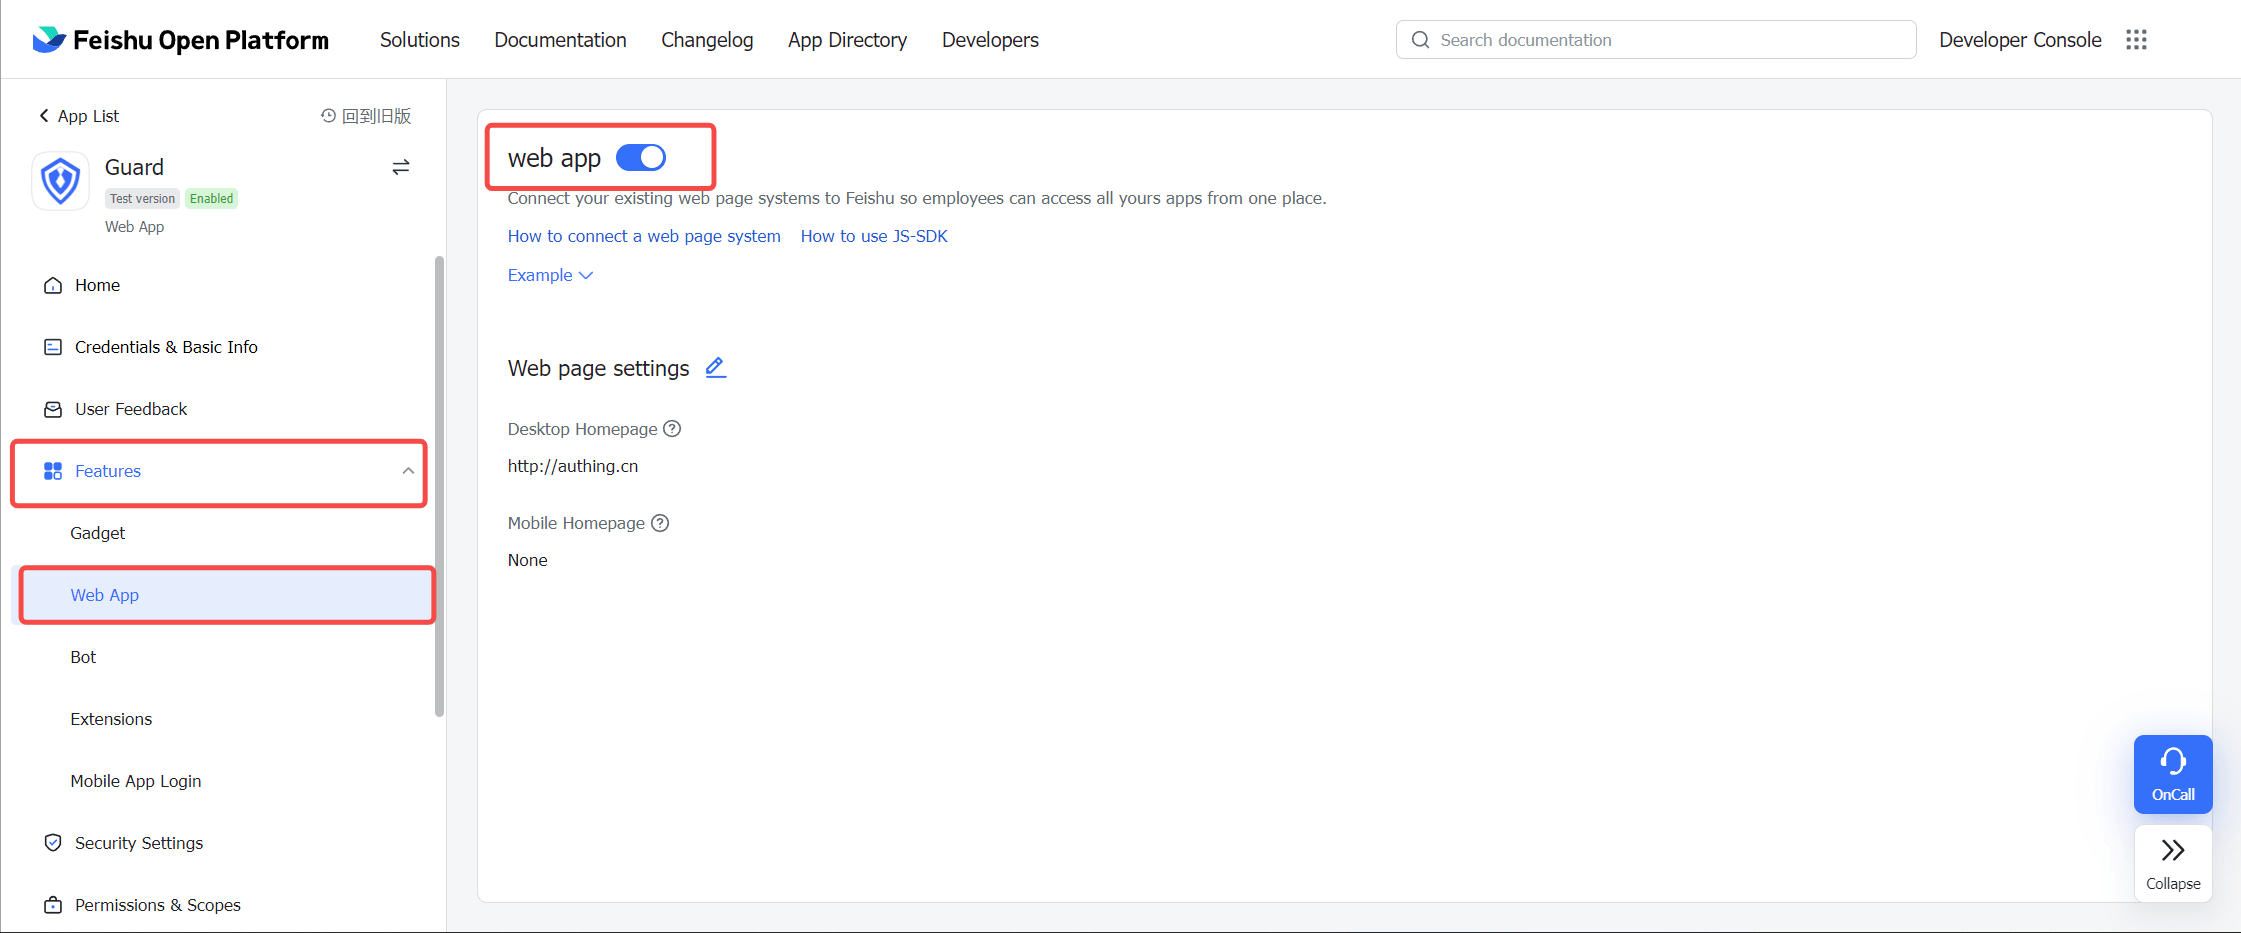 Feishu Open Platform
Solutions
Documentation
Changelog
App Directory
Developers
Search documentation
Developer Console
App List
回到旧版
Guard
Test version
Enabled
Web App
Home
Credentials & Basic Info
User Feedback
Features
Gadget
Web App
Bot
Extensions
Mobile App Login
Security Settings
Permissions & Scopes
web app
Connect your existing web page systems to Feishu so employees can access all yours apps from one place.
How to connect a web page system
How to use JS-SDK
Example
Web page settings
Desktop Homepage
http://authing.cn
Mobile Homepage
None
OnCall
Collapse